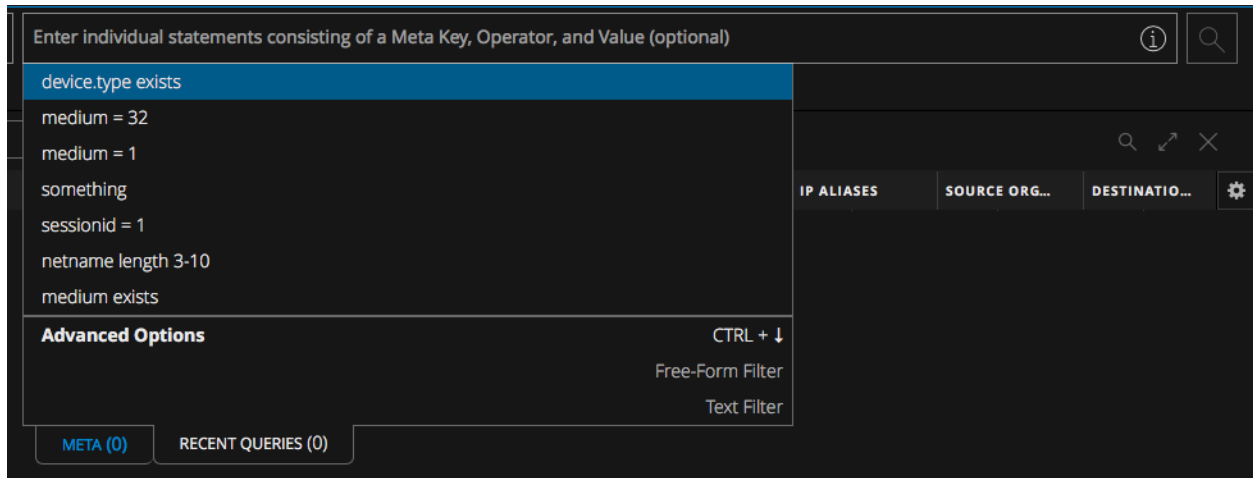 Enter individual statements consisting of a Meta Key, Operator, and Value (optional)
device.type exists
medium = 32
medium = 1
something
IP ALIASES SOURCE ORG... DESTINATIO...
sessionid = 1
netname length 3-10
medium exists
Advanced Options CTRL + ↓
Free-Form Filter
Text Filter
META (0) RECENT QUERIES (0)